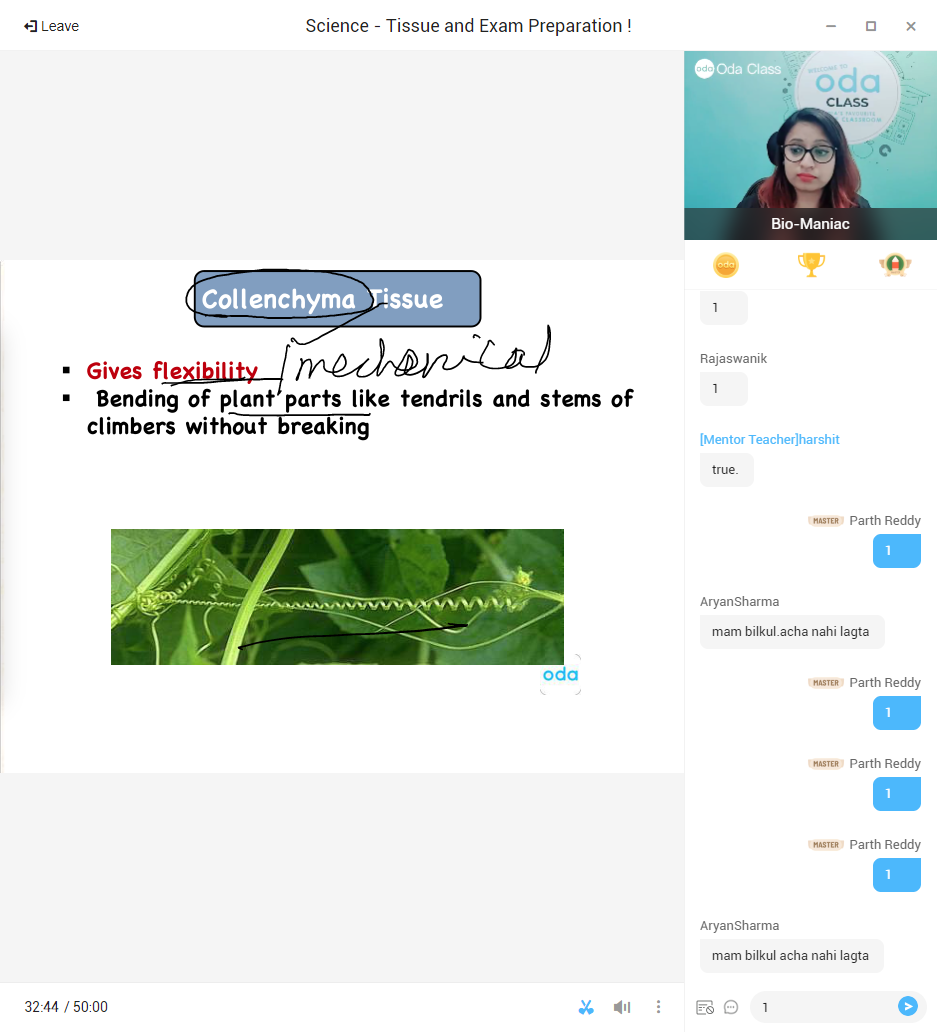 Leave
Science - Tissue and Exam Preparation !
oda Oda Class
WELCOME TO
oda
CLASS
CLASSROOM
Bio-Maniac
oda
1
Rajaswanik
1
[Mentor Teacher]harshit
true.
MASTER Parth Reddy
1
AryanSharma
mam bilkul.acha nahi lagta
MASTER Parth Reddy
1
MASTER Parth Reddy
1
MASTER Parth Reddy
1
AryanSharma
mam bilkul acha nahi lagta
1
Collenchyma Tissue
mechanical
▪ Gives flexibility
▪ Bending of plant parts like tendrils and stems of
climbers without breaking
oda
32:44 / 50:00